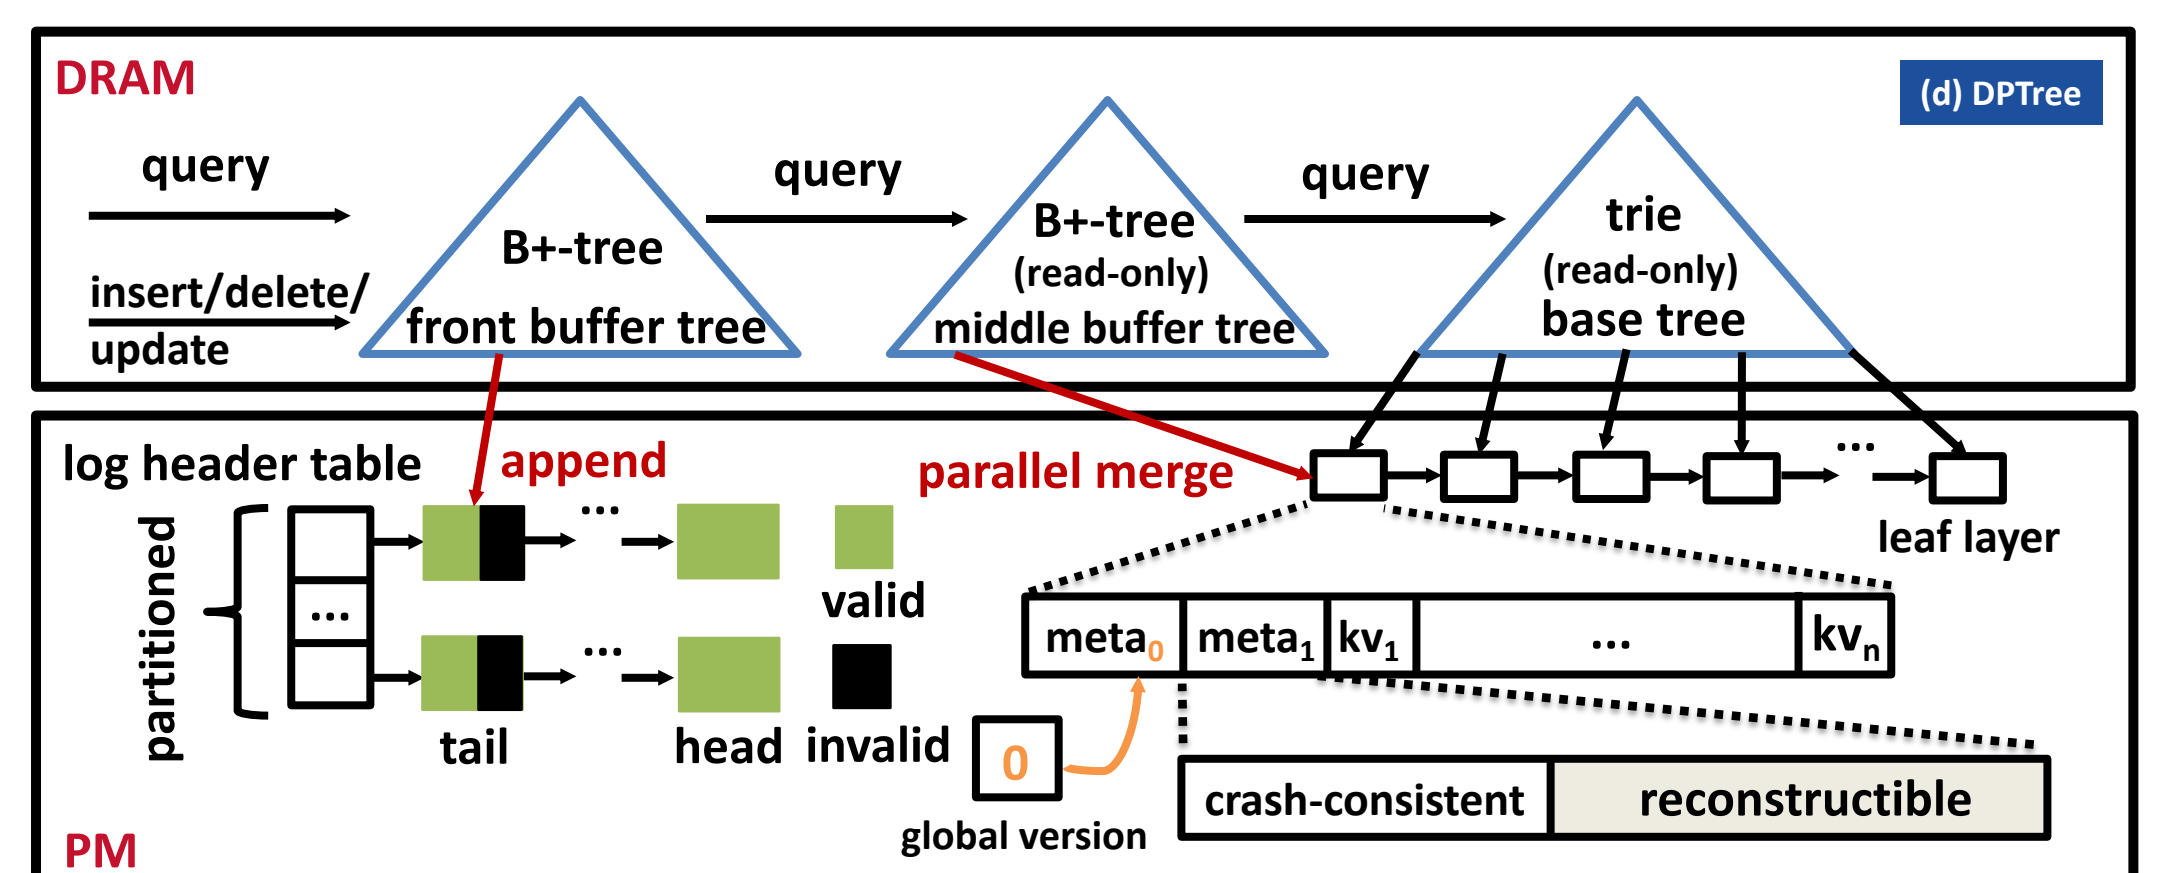 DRAM
(d) DPTree
query
query
query
B+-tree
front buffer tree
B+-tree
(read-only)
middle buffer tree
trie
(read-only)
base tree
insert/delete/
update
log header table
append
parallel merge
...
...
leaf layer
partitioned
...
...
valid
invalid
tail
head
meta0
meta1
kv1
...
kvn
0
global version
crash-consistent
reconstructible
PM